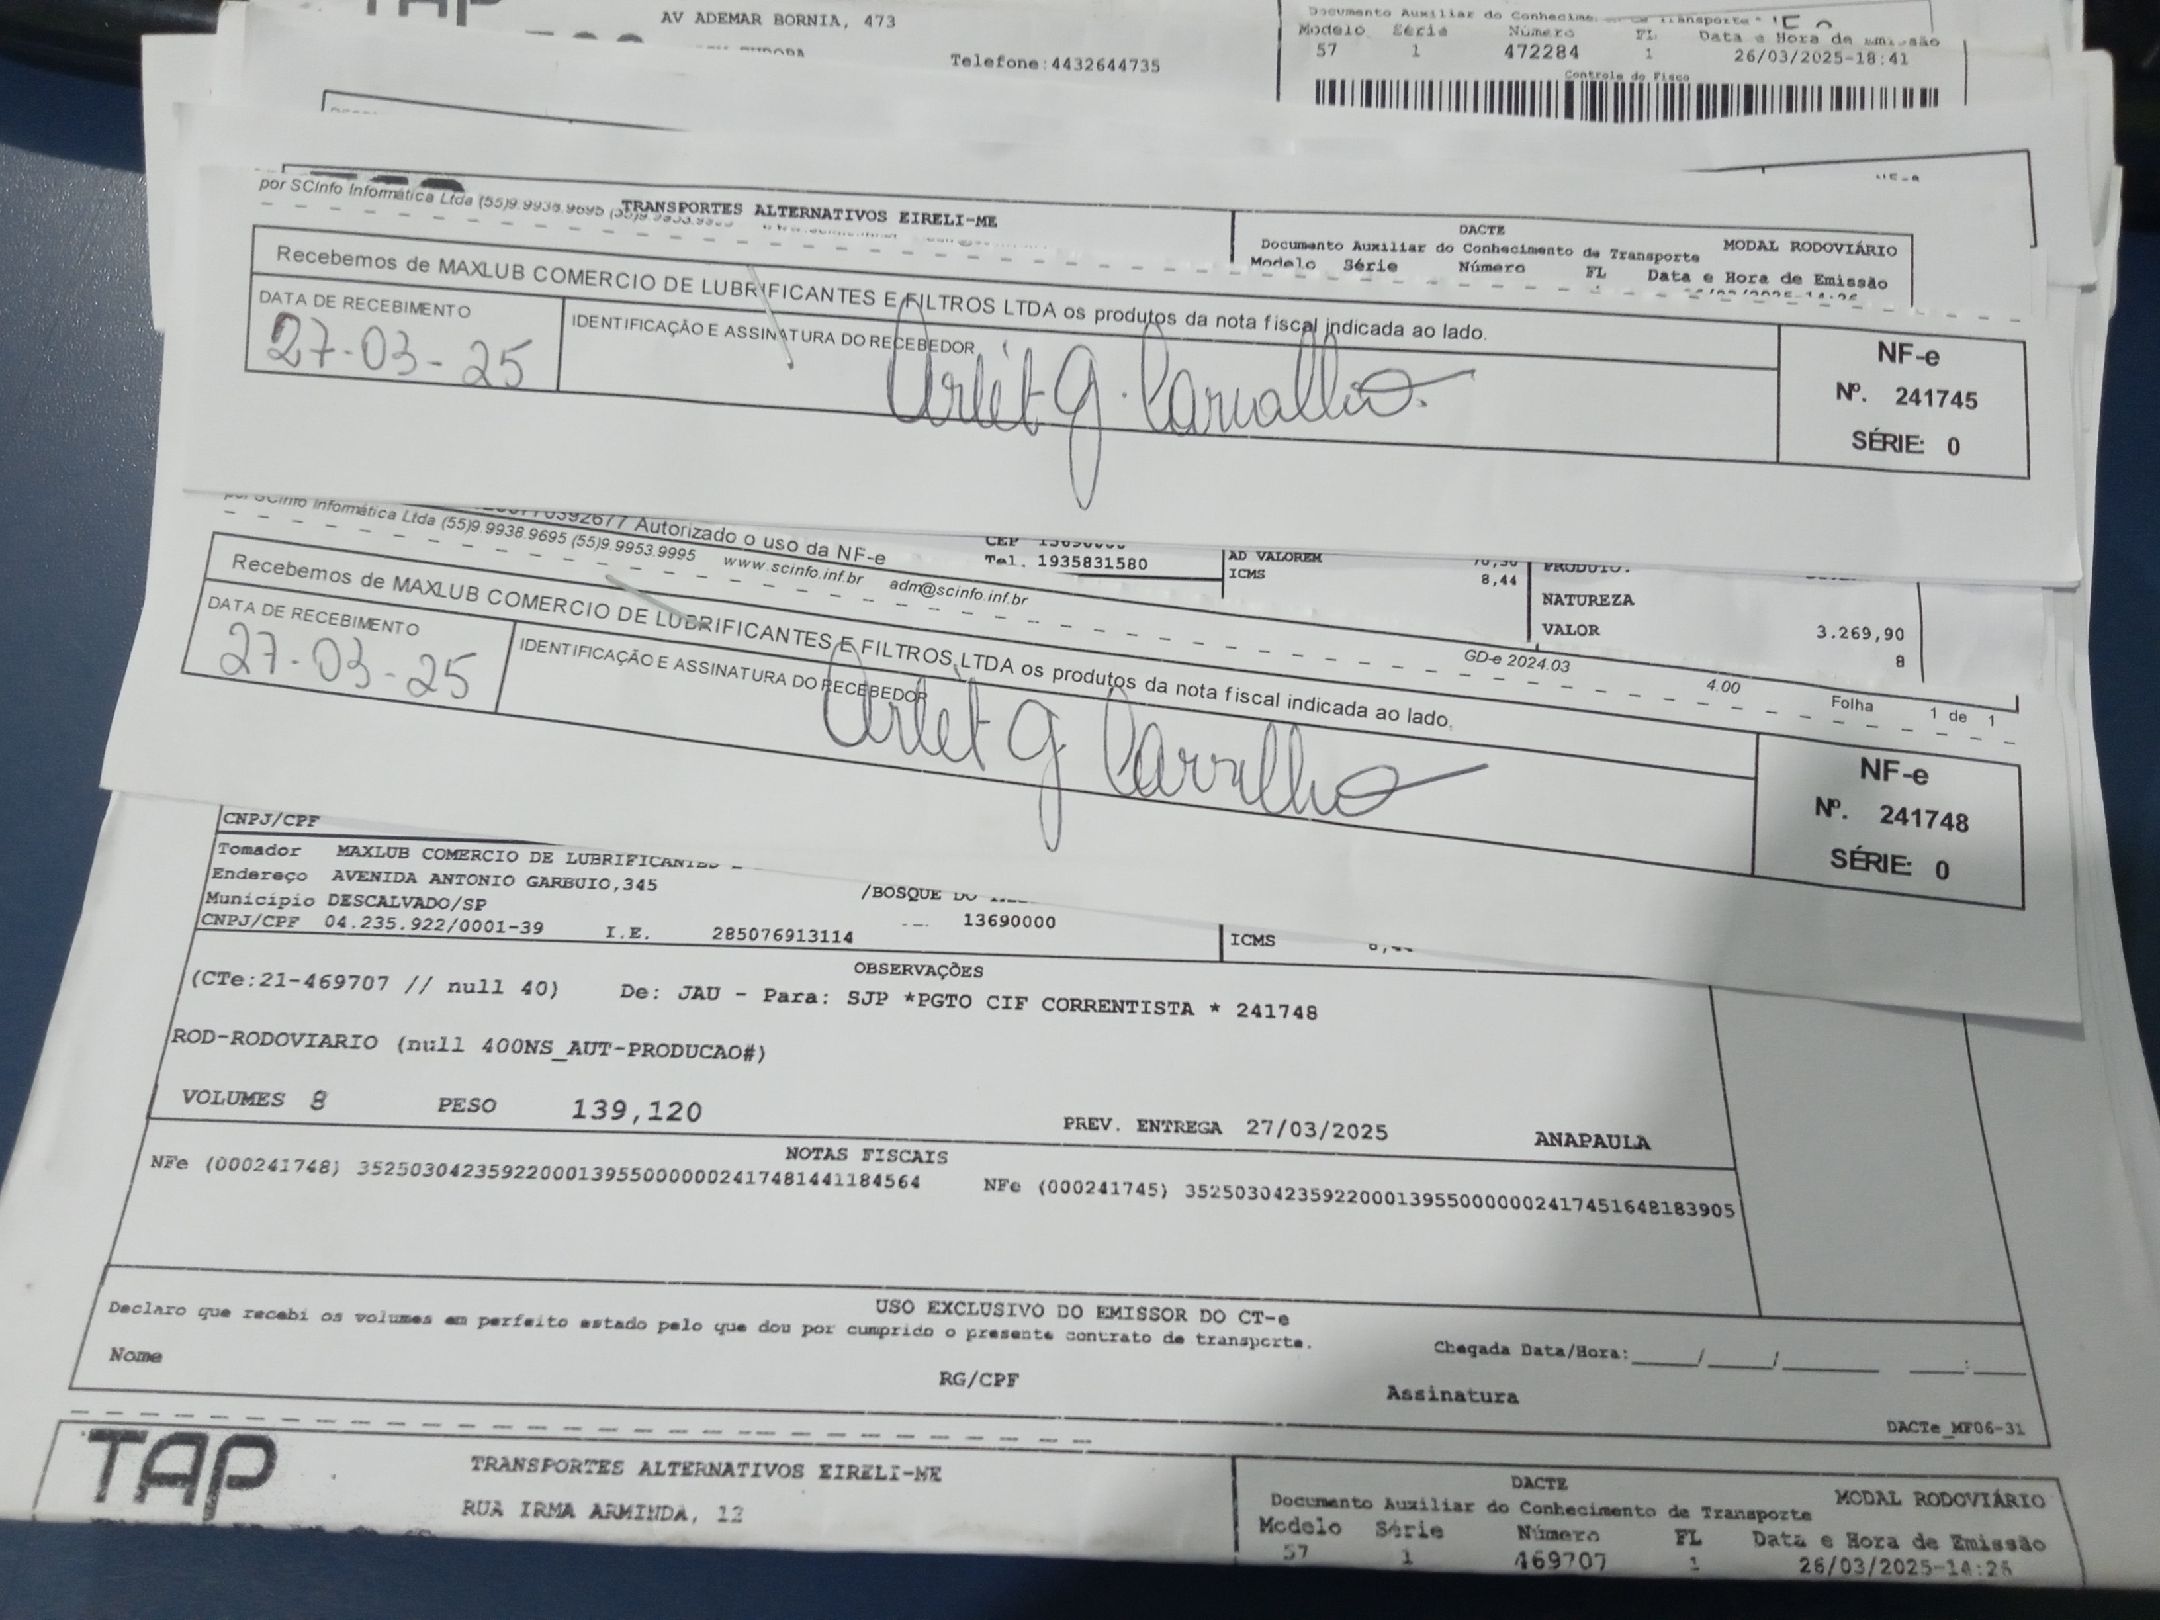 AV ADEMAR BORNIA, 473
Telefone:4432644735
Documento Auxiliar do
Modelo Série Número FL Data e Hora de emissão
57 1 472284 1 26/03/2025-18:41
Controle do Fisco
por SCInfo Informática Ltda (55)9.9938.9695
TRANSPORTES ALTERNATIVOS EIRELI-ME
DACTE
Documento Auxiliar do Conhecimento de Transporte
MODAL RODOVIÁRIO
Modelo Série Número FL Data e Hora de Emissão
Recebemos de MAXLUB COMERCIO DE LUBRIFICANTES E FILTROS LTDA os produtos da nota fiscal indicada ao lado.
DATA DE RECEBIMENTO
27-03-25
IDENTIFICAÇÃO E ASSINATURA DO RECEBEDOR
Arlet G. Carvalho
NF-e
Nº. 241745
SÉRIE: 0
Autorizado o uso da NF-e
CEP
Tel. 1935831580
AD VALOREM
ICMS 8,44
PRODUTO.
NATUREZA
VALOR 3.269,90
8
por SCInfo Informática Ltda (55)9.9938.9695 (55)9.9953.9995 www.scinfo.inf.br adm@scinfo.inf.br
GD-e 2024.03 4.00 Folha 1 de 1
Recebemos de MAXLUB COMERCIO DE LUBRIFICANTES E FILTROS LTDA os produtos da nota fiscal indicada ao lado.
DATA DE RECEBIMENTO
27-03-25
IDENTIFICAÇÃO E ASSINATURA DO RECEBEDOR
Arlet G Carvalho
NF-e
Nº. 241748
SÉRIE: 0
CNPJ/CPF
Tomador MAXLUB COMERCIO DE LUBRIFICANTES
Endereço AVENIDA ANTONIO GARBUIO,345 /BOSQUE DO
Município DESCALVADO/SP 13690000
CNPJ/CPF 04.235.922/0001-39 I.E. 285076913114
ICMS
OBSERVAÇÕES
(CTe:21-469707 // null 40) De: JAU - Para: SJP *PGTO CIF CORRENTISTA * 241748
ROD-RODOVIARIO (null 400NS_AUT-PRODUCAO#)
VOLUMES 8 PESO 139,120 PREV. ENTREGA 27/03/2025 ANAPAULA
NOTAS FISCAIS
NFe (000241748) 35250304235922000139550000002417481441184564 NFe (000241745) 35250304235922000139550000002417451648183905
USO EXCLUSIVO DO EMISSOR DO CT-e
Declaro que recebi os volumes em perfeito estado pelo que dou por cumprido o presente contrato de transporte.
Chegada Data/Hora:____/____/______ ___:___
Nome RG/CPF Assinatura
DACTe_MF06-31
TAP
TRANSPORTES ALTERNATIVOS EIRELI-ME
RUA IRMA ARMINDA, 12
DACTE
Documento Auxiliar do Conhecimento de Transporte
MODAL RODOVIÁRIO
Modelo Série Número FL Data e Hora de Emissão
57 1 469707 1 26/03/2025-14:26